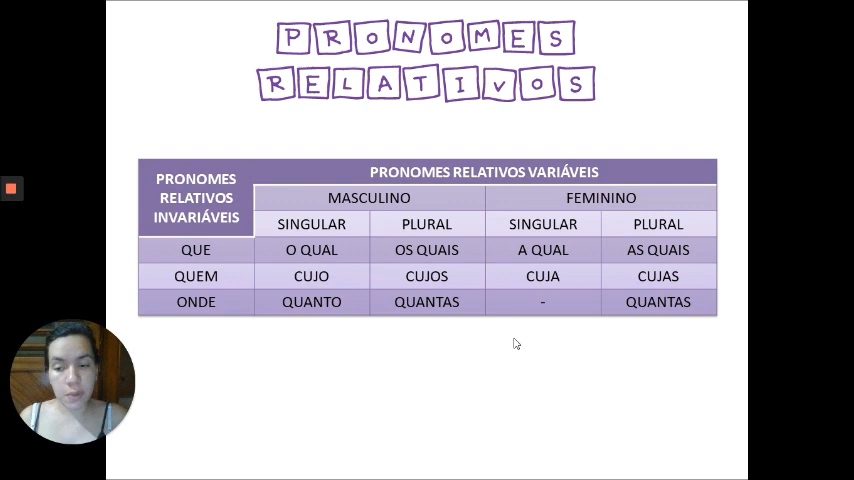 PRONOMES
RELATIVOS
PRONOMES RELATIVOS INVARIÁVEIS
PRONOMES RELATIVOS VARIÁVEIS
MASCULINO FEMININO
SINGULAR PLURAL SINGULAR PLURAL
QUE O QUAL OS QUAIS A QUAL AS QUAIS
QUEM CUJO CUJOS CUJA CUJAS
ONDE QUANTO QUANTAS - QUANTAS